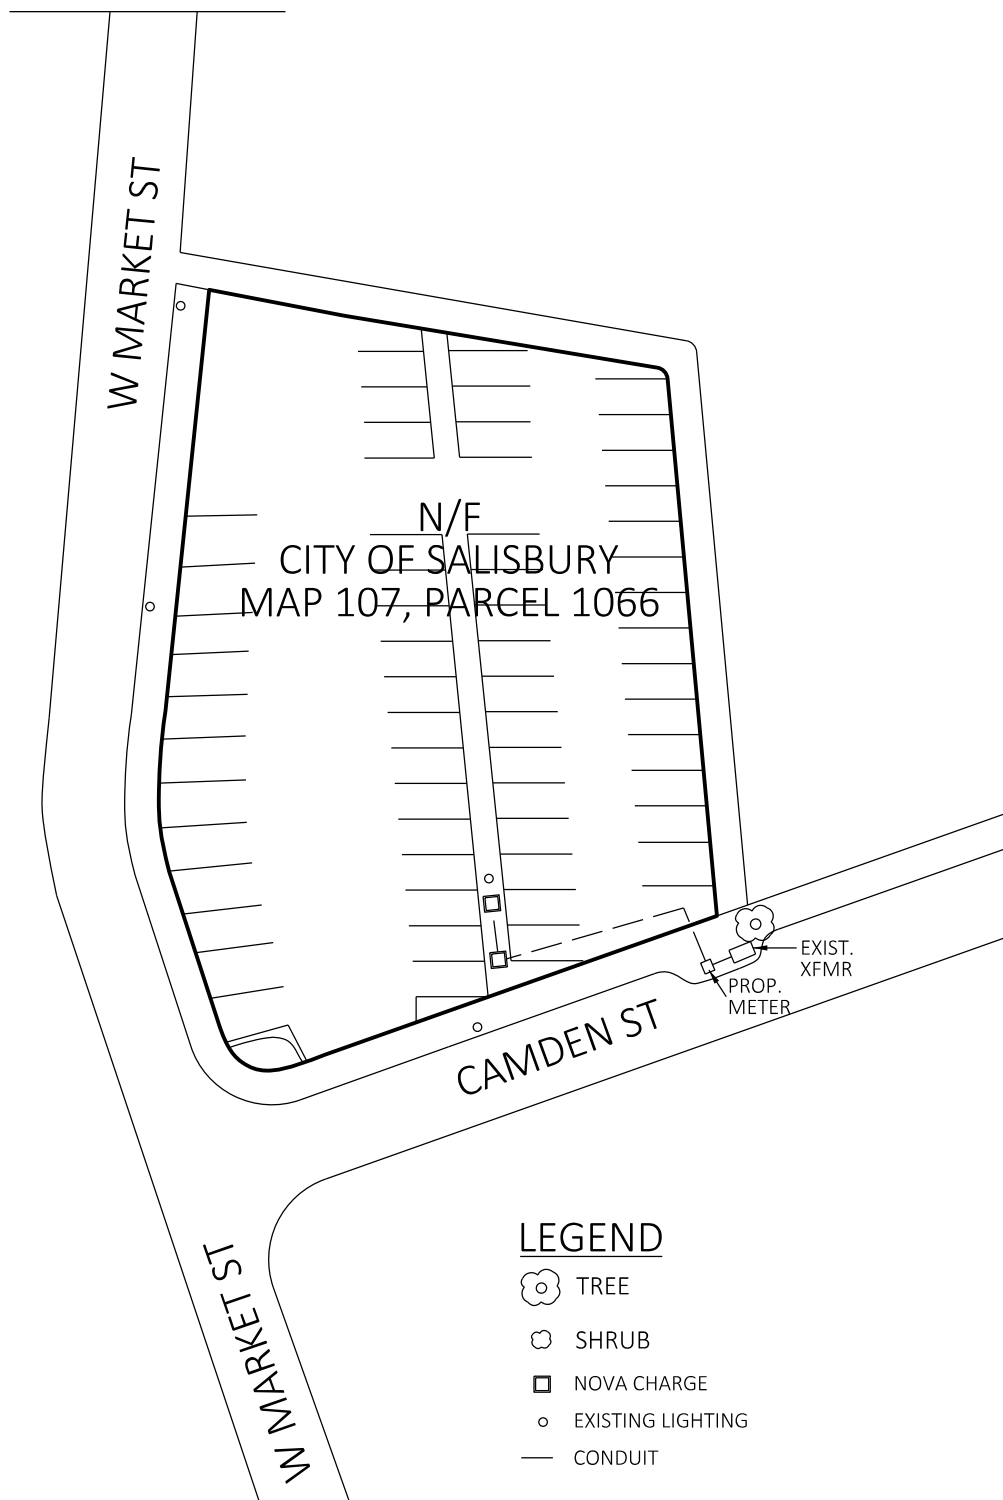 W MARKET ST
N/F
CITY OF SALISBURY
MAP 107, PARCEL 1066
EXIST.
XFMR
PROP.
METER
CAMDEN ST
W MARKET ST
LEGEND
TREE
SHRUB
NOVA CHARGE
EXISTING LIGHTING
CONDUIT